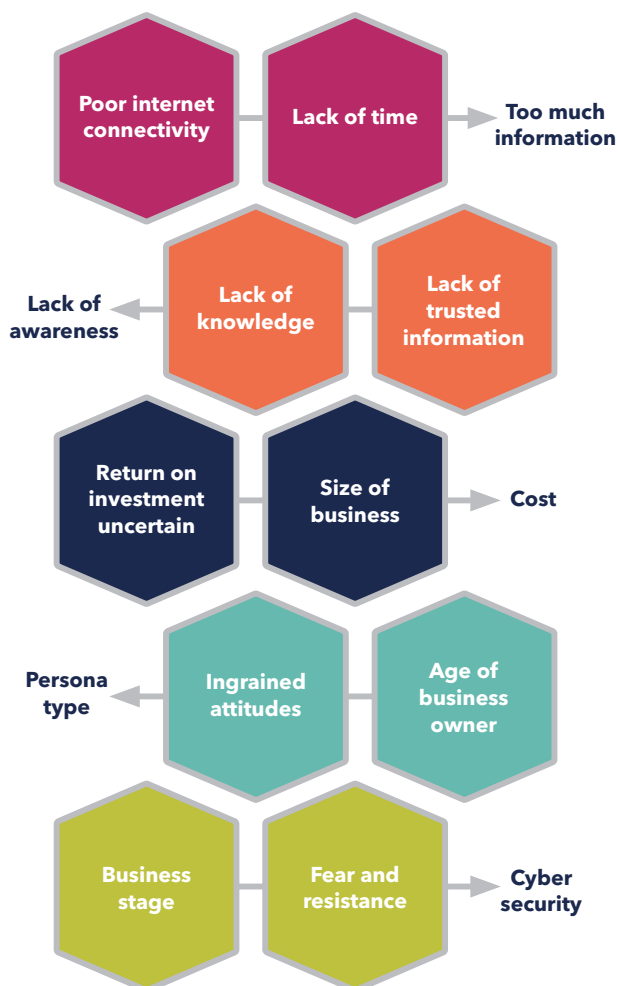 Poor internet
connectivity
Lack of time
Too much
information
Lack of
awareness
Lack of
knowledge
Lack of
trusted
information
Return on
investment
uncertain
Size of
business
Cost
Persona
type
Ingrained
attitudes
Age of
business
owner
Business
stage
Fear and
resistance
Cyber
security